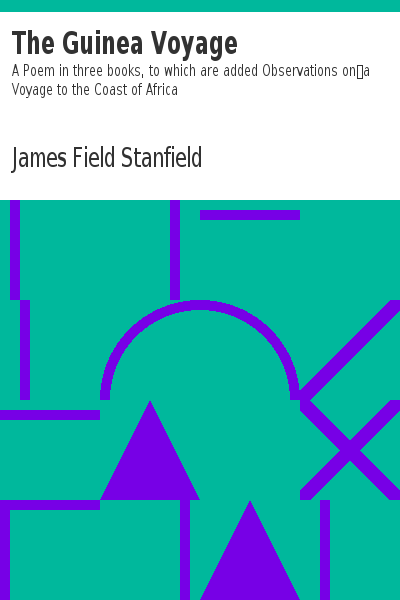 The Guinea Voyage
A Poem in three books, to which are added Observations on▯a
Voyage to the Coast of Africa
James Field Stanfield